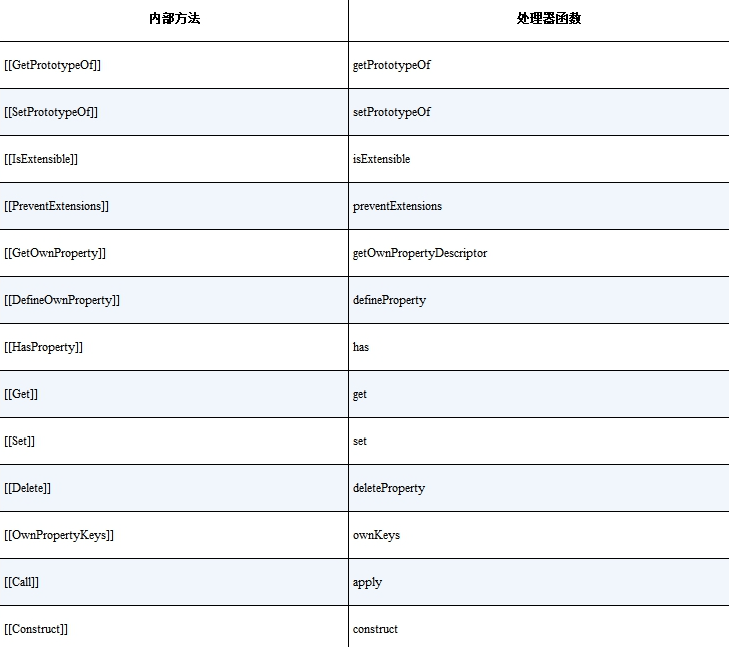 内部方法 处理器函数
[[GetPrototypeOf]] getPrototypeOf
[[SetPrototypeOf]] setPrototypeOf
[[IsExtensible]] isExtensible
[[PreventExtensions]] preventExtensions
[[GetOwnProperty]] getOwnPropertyDescriptor
[[DefineOwnProperty]] defineProperty
[[HasProperty]] has
[[Get]] get
[[Set]] set
[[Delete]] deleteProperty
[[OwnPropertyKeys]] ownKeys
[[Call]] apply
[[Construct]] construct